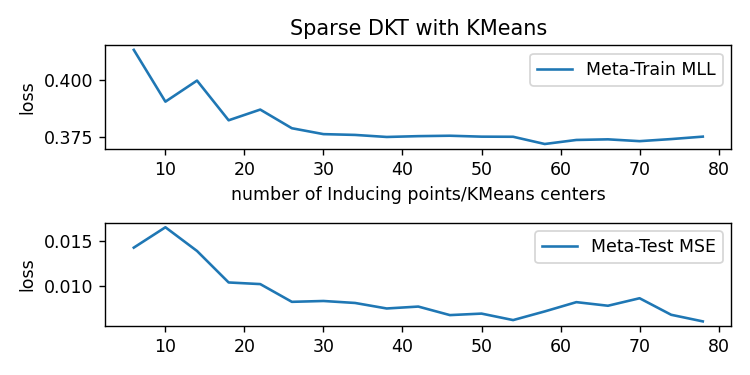 Sparse DKT with KMeans
loss
0.400
0.375
Meta-Train MLL
10 20 30 40 50 60 70 80
number of Inducing points/KMeans centers
loss
0.015
0.010
Meta-Test MSE
10 20 30 40 50 60 70 80